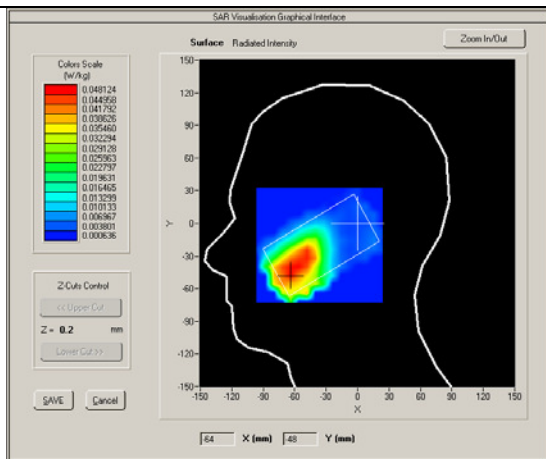 SAR Visualisation Graphical Interface
Surface Radiated Intensity
Zoom In/Out
Colors Scale
(W/kg)
0.048124
0.044958
0.041792
0.038626
0.035460
0.032294
0.029128
0.025963
0.022797
0.019631
0.016465
0.013299
0.010133
0.006967
0.003801
0.000636
Z-Cuts Control
<< Upper Cut
Z = 0.2 mm
Lower Cut >>
SAVE Cancel
150
120
90
60
30
0
-30
-60
-90
-120
-150
Y
-150 -120 -90 -60 -30 0 30 60 90 120 150
X
-64 X (mm) -48 Y (mm)